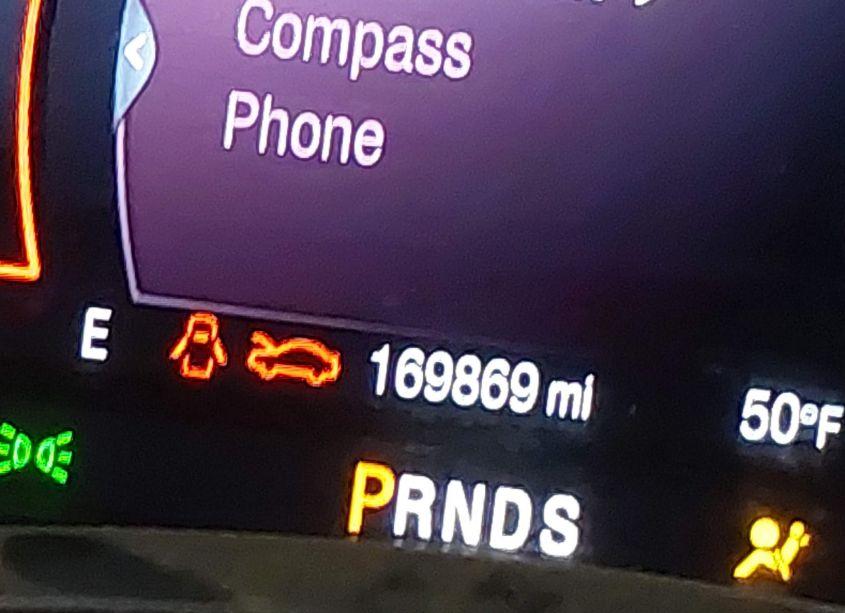 Compass
Phone
E 169869 mi 50°F
PRNDS